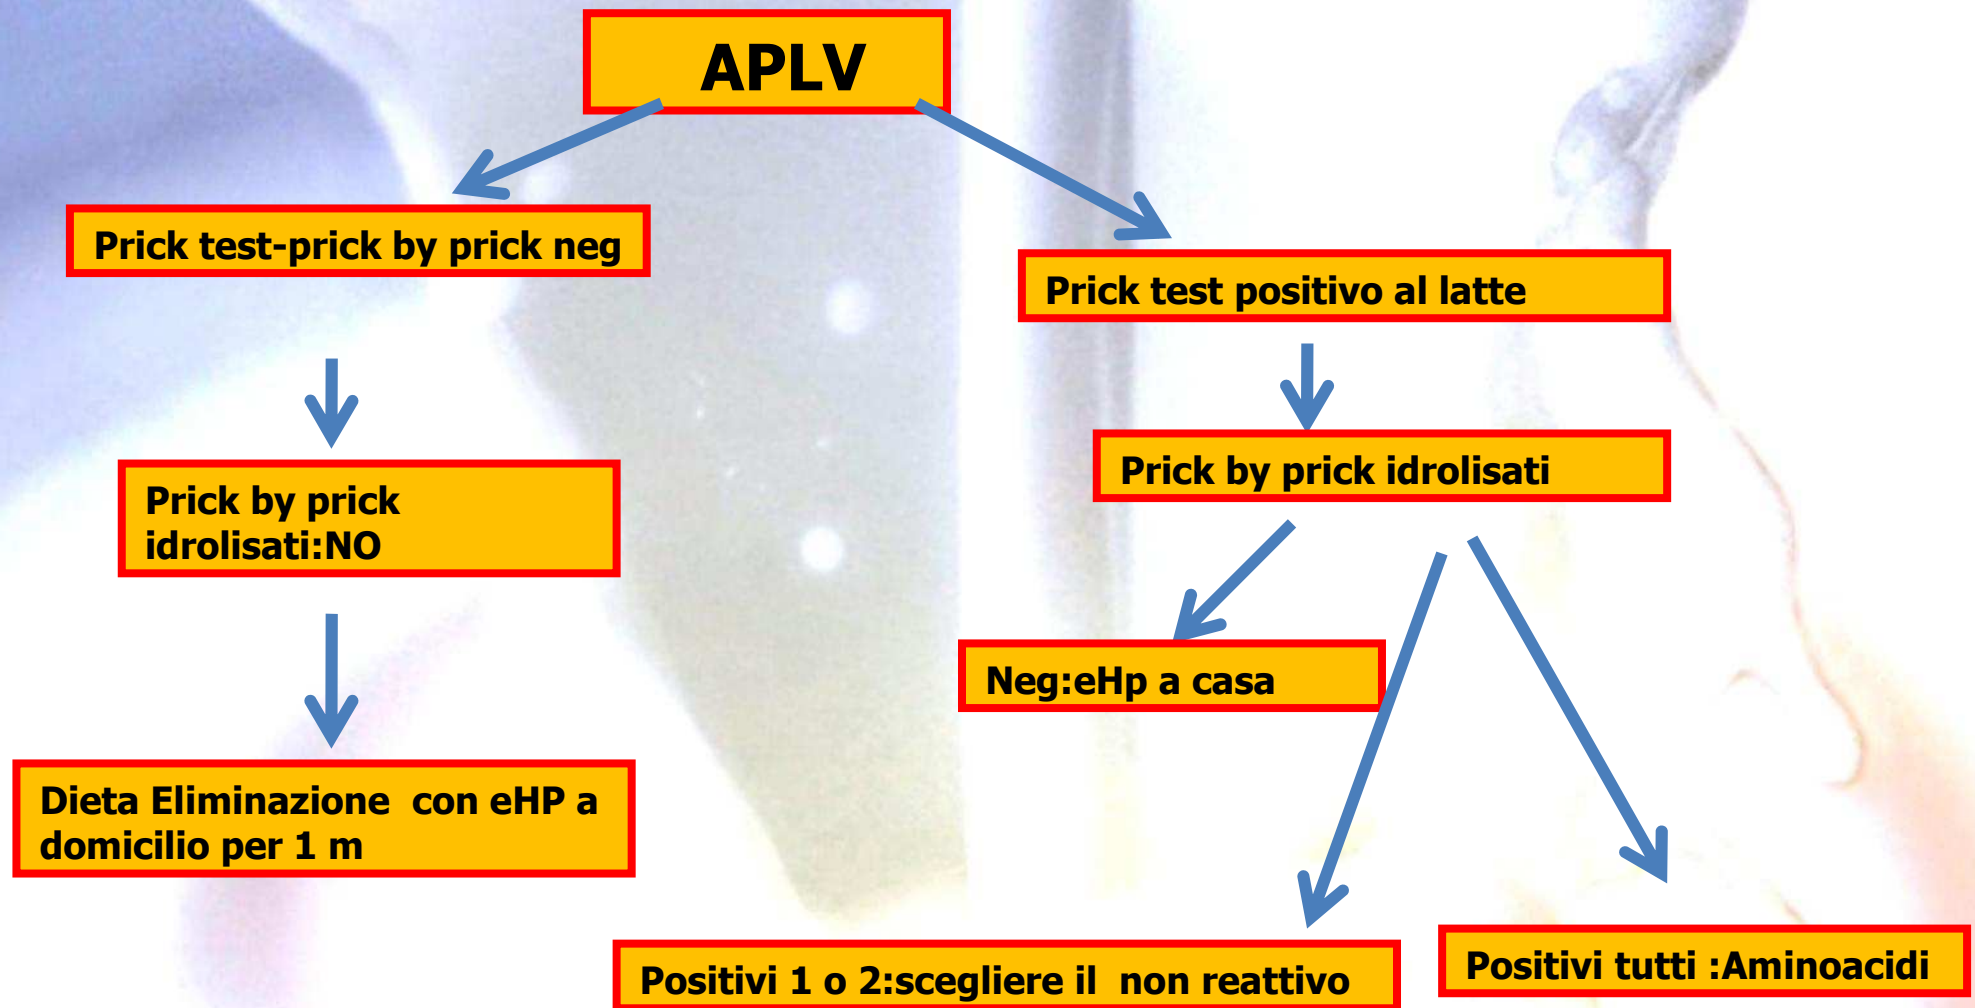 APLV
Prick test-prick by prick neg
Prick test positivo al latte
Prick by prick
idrolisati:NO
Prick by prick idrolisati
Neg:eHp a casa
Dieta Eliminazione con eHP a
domicilio per 1 m
Positivi 1 o 2:scegliere il non reattivo
Positivi tutti :Aminoacidi